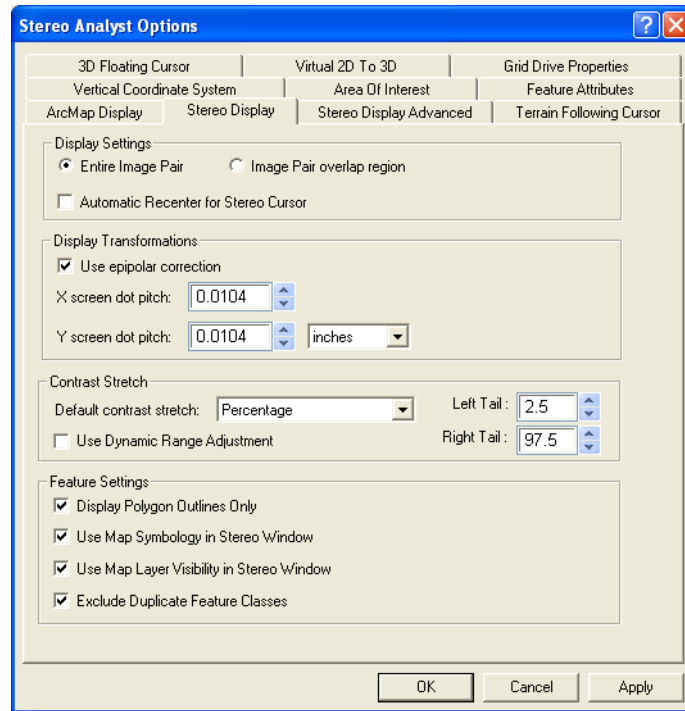 Stereo Analyst Options
3D Floating Cursor Virtual 2D To 3D Grid Drive Properties
Vertical Coordinate System Area Of Interest Feature Attributes
ArcMap Display Stereo Display Stereo Display Advanced Terrain Following Cursor
Display Settings
Entire Image Pair Image Pair overlap region
Automatic Recenter for Stereo Cursor
Display Transformations
Use epipolar correction
X screen dot pitch: 0.0104
Y screen dot pitch: 0.0104 inches
Contrast Stretch
Default contrast stretch: Percentage Left Tail : 2.5
Use Dynamic Range Adjustment Right Tail : 97.5
Feature Settings
Display Polygon Outlines Only
Use Map Symbology in Stereo Window
Use Map Layer Visibility in Stereo Window
Exclude Duplicate Feature Classes
OK Cancel Apply